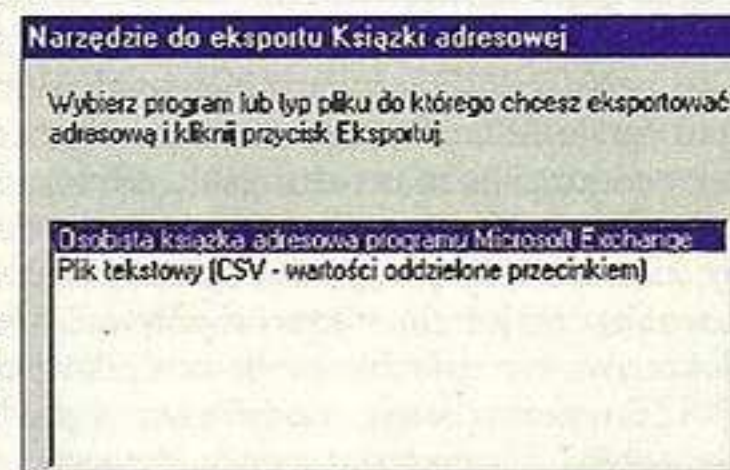 Narzędzie do eksportu Książki adresowej
Wybierz program lub typ pliku do którego chcesz eksportować
adresową i kliknij przycisk Eksportuj.
Osobista książka adresowa programu Microsoft Exchange
Plik tekstowy (CSV - wartości oddzielone przecinkiem)